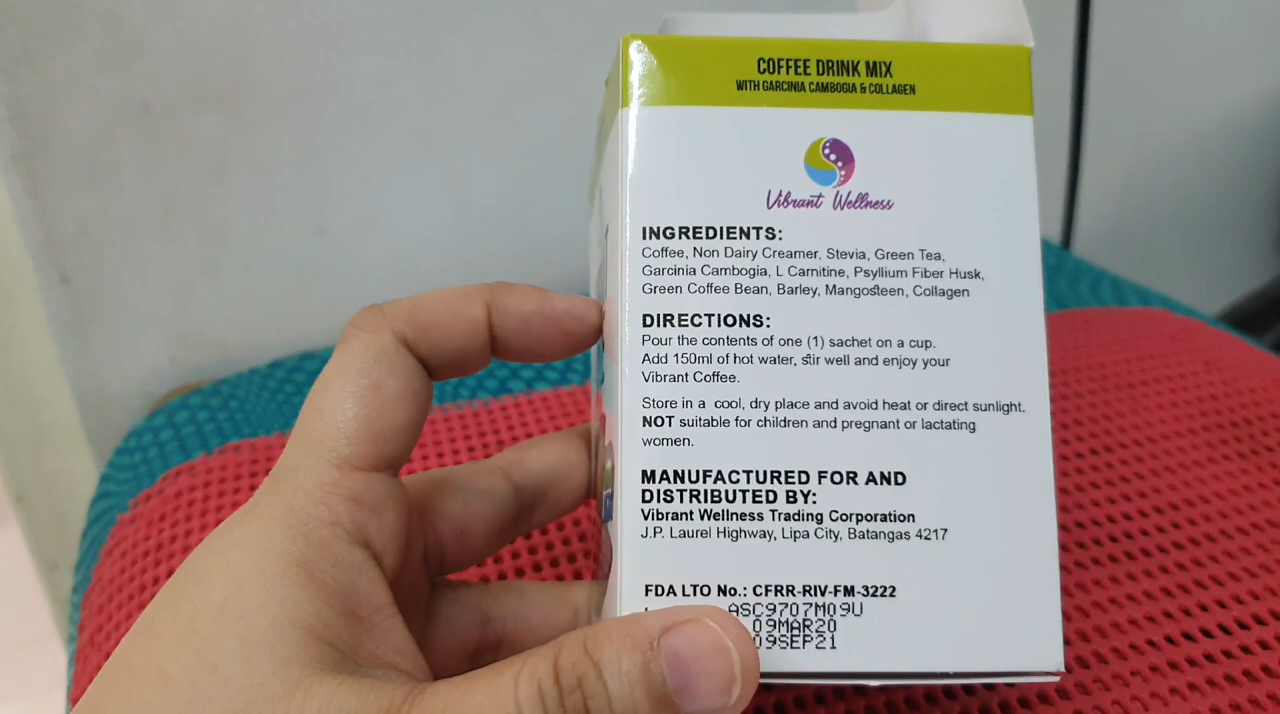 COFFEE DRINK MIX
WITH GARCINIA CAMBOGIA & COLLAGEN
Vibrant Wellness
INGREDIENTS:
Coffee, Non Dairy Creamer, Stevia, Green Tea,
Garcinia Cambogia, L Carnitine, Psyllium Fiber Husk,
Green Coffee Bean, Barley, Mangosteen, Collagen
DIRECTIONS:
Pour the contents of one (1) sachet on a cup.
Add 150ml of hot water, stir well and enjoy your
Vibrant Coffee.
Store in a cool, dry place and avoid heat or direct sunlight.
NOT suitable for children and pregnant or lactating
women.
MANUFACTURED FOR AND
DISTRIBUTED BY:
Vibrant Wellness Trading Corporation
J.P. Laurel Highway, Lipa City, Batangas 4217
FDA LTO No.: CFRR-RIV-FM-3222
ASC9707M09U
09MAR20
09SEP21